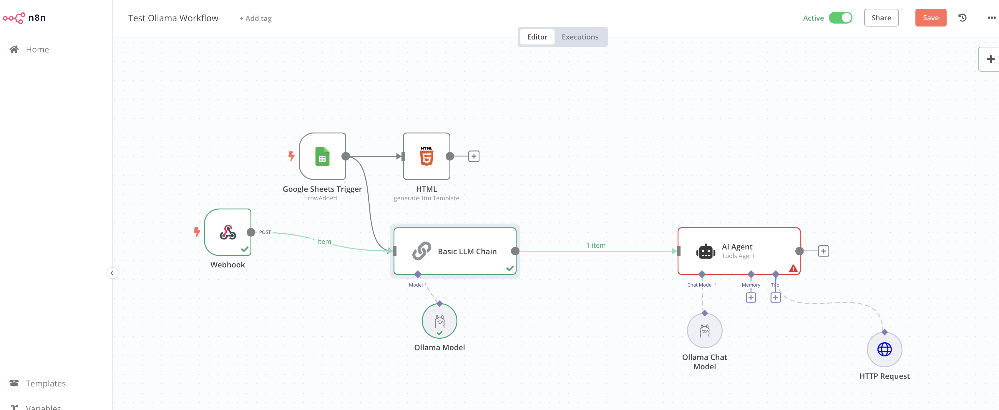 n8n
Test Ollama Workflow
+ Add tag
Active
Share
Save
Editor
Executions
Home
HTML
Google Sheets Trigger
rowAdded
HTML
generateHtmlTemplate
POST
1 item
Webhook
Basic LLM Chain
1 item
AI Agent
Tools Agent
Model *
Chat Model *
Memory
Tool
Ollama Model
Ollama Chat
Model
HTTP Request
Templates
Variables